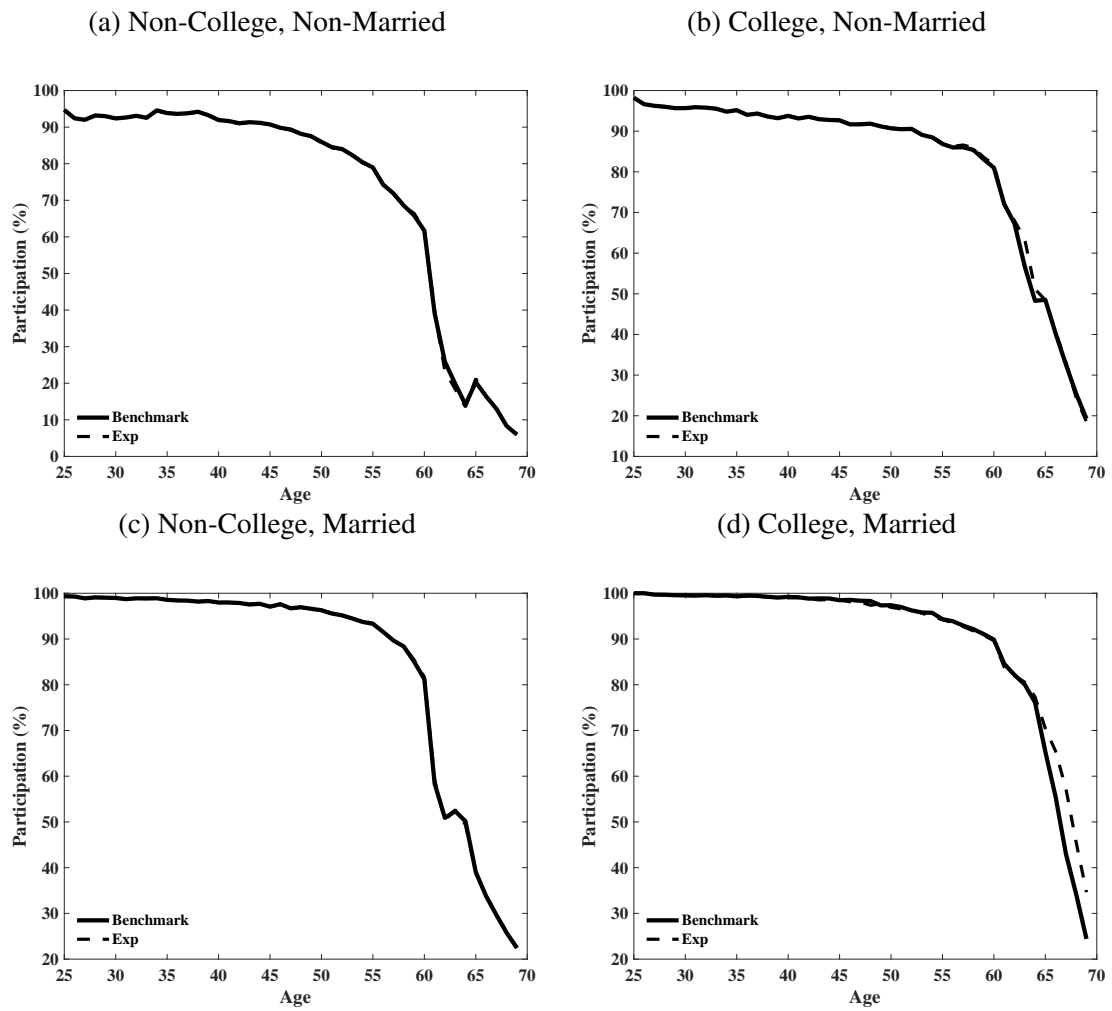 (a) Non-College, Non-Married
100
90
80
70
60
50
40
30
20
10
0
Participation (%)
Benchmark
Exp
25 30 35 40 45 50 55 60 65 70
Age
(b) College, Non-Married
100
90
80
70
60
50
40
30
20
10
Participation (%)
Benchmark
Exp
25 30 35 40 45 50 55 60 65 70
Age
(c) Non-College, Married
100
90
80
70
60
50
40
30
20
Participation (%)
Benchmark
Exp
25 30 35 40 45 50 55 60 65 70
Age
(d) College, Married
100
90
80
70
60
50
40
30
20
Participation (%)
Benchmark
Exp
25 30 35 40 45 50 55 60 65 70
Age